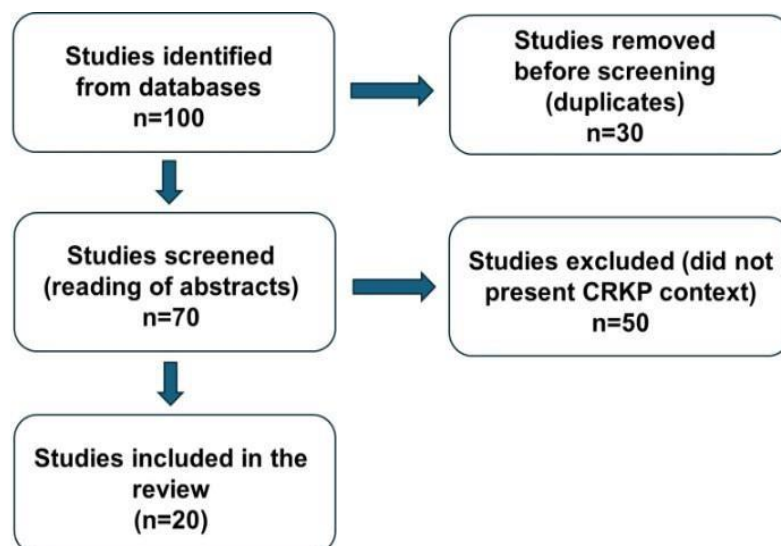 Studies identified
from databases
n=100
Studies removed
before screening
(duplicates)
n=30
Studies screened
(reading of abstracts)
n=70
Studies excluded (did not
present CRKP context)
n=50
Studies included in the
review
(n=20)